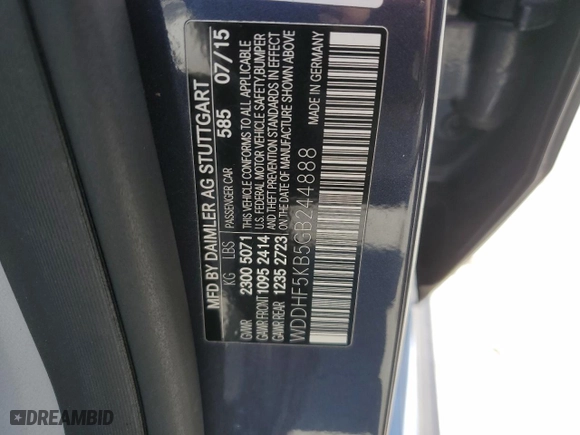 MFD BY DAIMLER AG STUTTGART
585 07/15
KG LBS PASSENGER CAR
GVWR 2300 5071
GAWR FRONT 1095 2414
GAWR REAR 1235 2723
THIS VEHICLE CONFORMS TO ALL APPLICABLE
U.S. FEDERAL MOTOR VEHICLE SAFETY,BUMPER
AND THEFT PREVENTION STANDARDS IN EFFECT
ON THE DATE OF MANUFACTURE SHOWN ABOVE
WDDHF5KB5GB244888
MADE IN GERMANY
DREAMBID